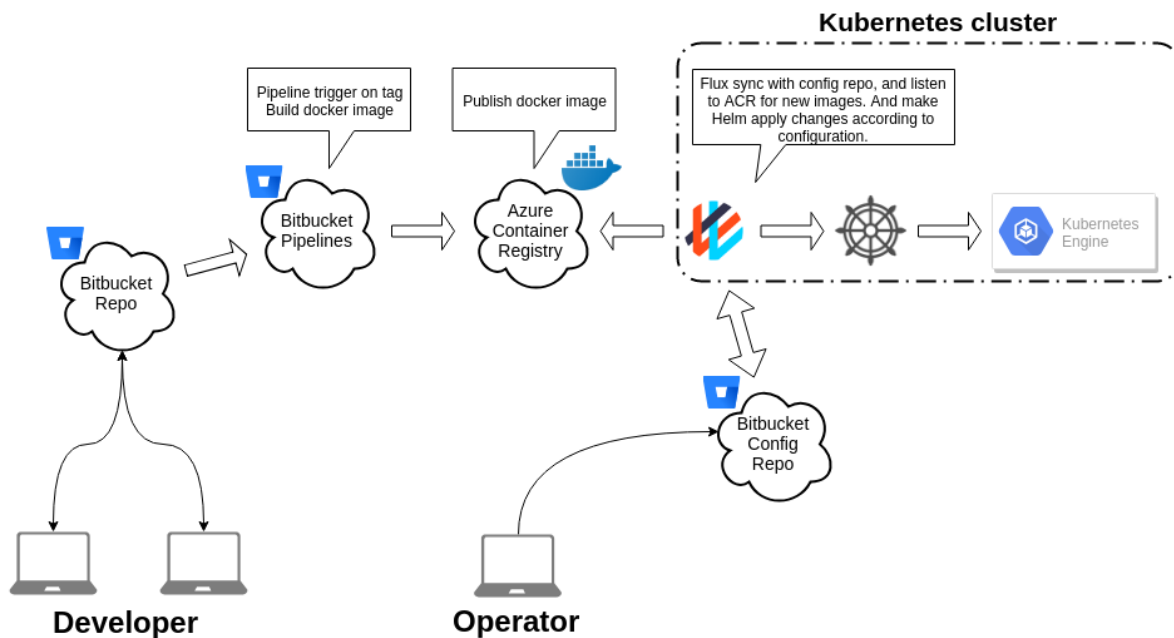 Kubernetes cluster
Pipeline trigger on tag
Build docker image
Publish docker image
Flux sync with config repo, and listen
to ACR for new images. And make
Helm apply changes according to
configuration.
Bitbucket
Repo
Bitbucket
Pipelines
Azure
Container
Registry
Kubernetes
Engine
Bitbucket
Config
Repo
Developer
Operator